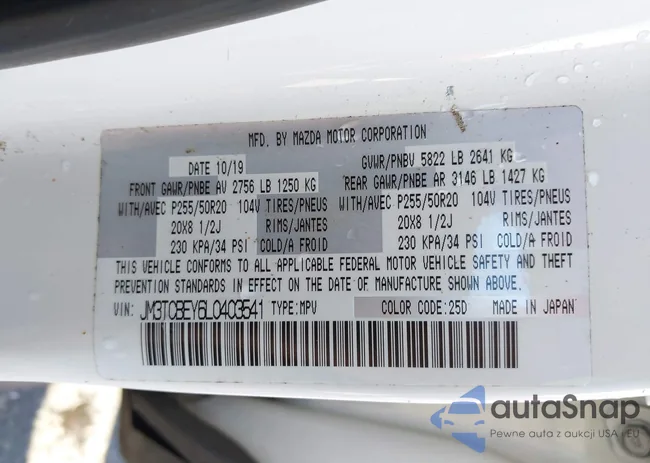 MFD. BY MAZDA MOTOR CORPORATION
DATE 10/19 GVWR/PNBV 5822 LB 2641 KG
FRONT GAWR/PNBE AV 2756 LB 1250 KG REAR GAWR/PNBE AR 3146 LB 1427 KG
WITH/AVEC P255/50R20 104V TIRES/PNEUS WITH/AVEC P255/50R20 104V TIRES/PNEUS
20X8 1/2J RIMS/JANTES 20X8 1/2J RIMS/JANTES
230 KPA/34 PSI COLD/A FROID 230 KPA/34 PSI COLD/A FROID
THIS VEHICLE CONFORMS TO ALL APPLICABLE FEDERAL MOTOR VEHICLE SAFETY AND THEFT
PREVENTION STANDARDS IN EFFECT ON THE DATE OF MANUFACTURE SHOWN ABOVE.
VIN: JM3TCBEY6L0403541 TYPE:MPV COLOR CODE:25D MADE IN JAPAN
autaSnap
Pewne auta z aukcji USA i EU